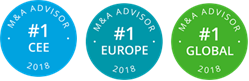 M&A ADVISOR
#1
CEE
2018
M&A ADVISOR
#1
EUROPE
2018
M&A ADVISOR
#1
GLOBAL
2018